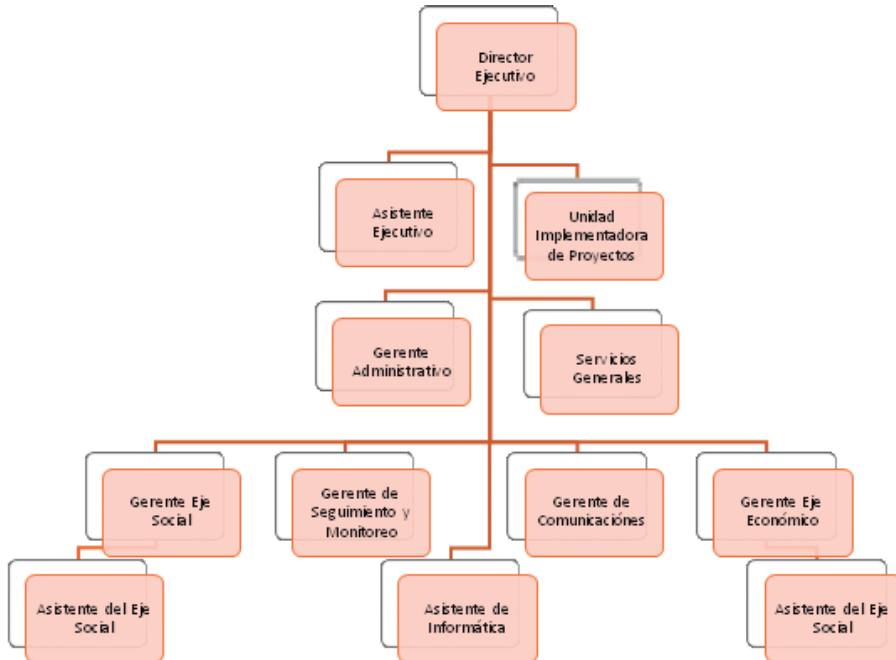 Director
Ejecutivo
Asistente
Ejecutivo
Unidad
Implementadora
de Proyectos
Gerente
Administrativo
Servicios
Generales
Gerente Eje
Social
Gerente de
Seguimiento y
Monitoreo
Gerente de
Comunicaciónes
Gerente Eje
Económico
Asistente del Eje
Social
Asistente de
Informática
Asistente del Eje
Social